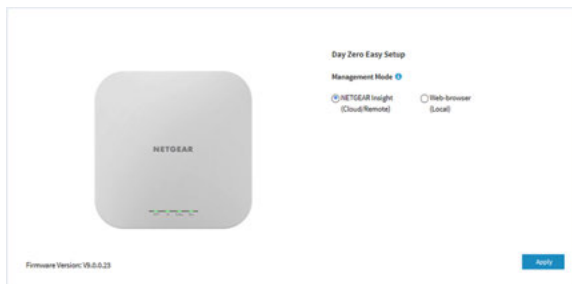 Day Zero Easy Setup
Management Mode
NETGEAR Insight
(Cloud/Remote)
Web-browser
(Local)
NETGEAR
Firmware Version: V9.0.0.23
Apply